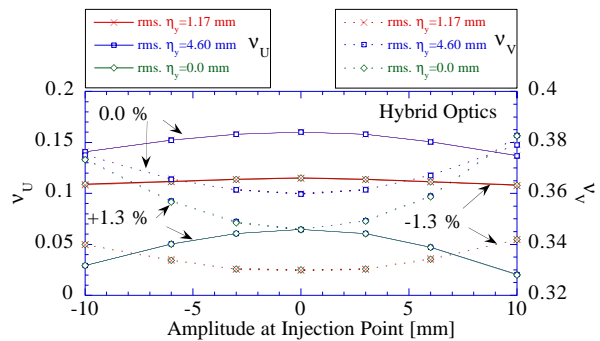 rms. η_y=1.17 mm
rms. η_y=4.60 mm
rms. η_y=0.0 mm
ν_U
rms. η_y=1.17 mm
rms. η_y=4.60 mm
rms. η_y=0.0 mm
ν_V
0.2
0.15
0.1
0.05
0
ν_U
0.0 %
Hybrid Optics
+1.3 %
-1.3 %
0.4
0.38
0.36
0.34
0.32
ν_V
-10
-5
0
5
10
Amplitude at Injection Point [mm]